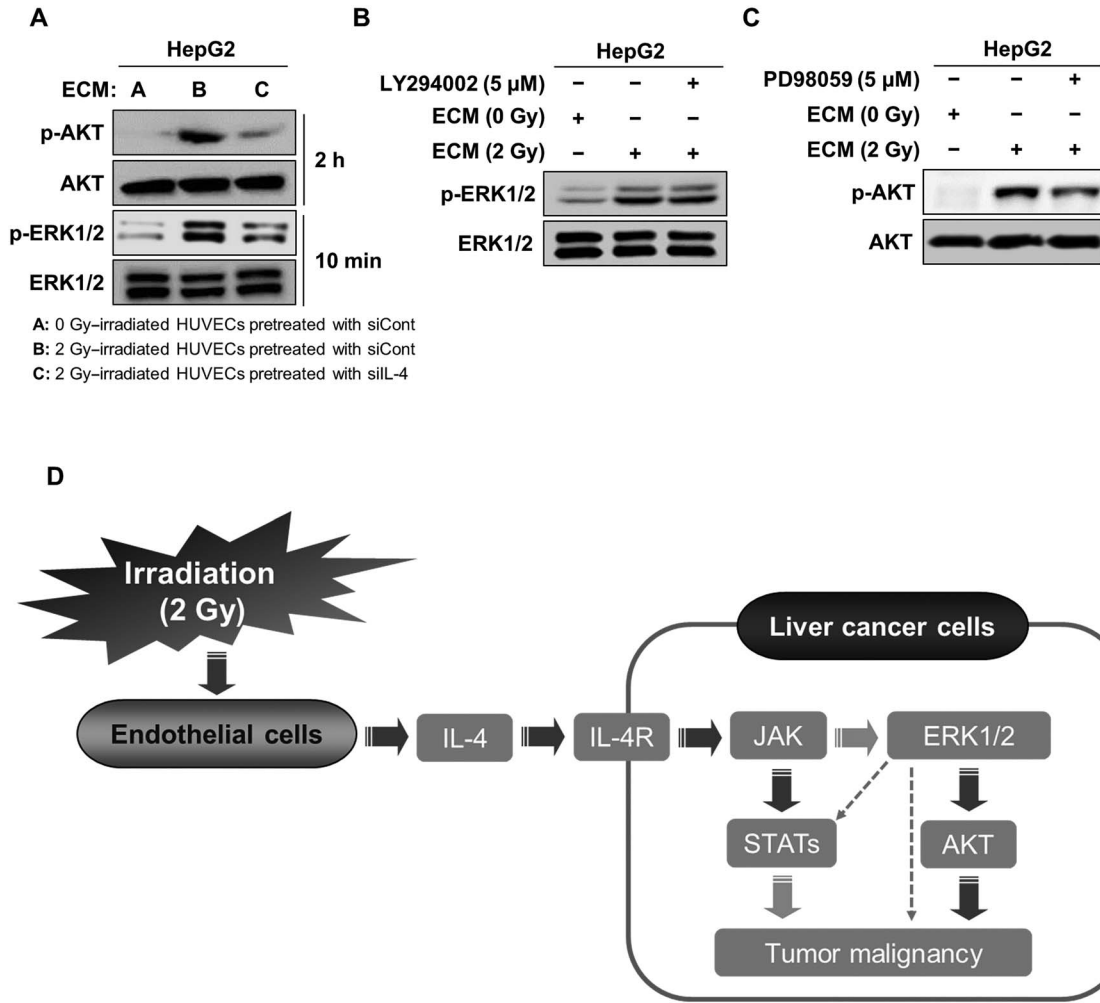 A
HepG2
ECM: A B C
p-AKT
AKT
2 h
p-ERK1/2
ERK1/2
10 min
A: 0 Gy–irradiated HUVECs pretreated with siCont
B: 2 Gy–irradiated HUVECs pretreated with siCont
C: 2 Gy–irradiated HUVECs pretreated with siIL-4
B
HepG2
LY294002 (5 μM) – – +
ECM (0 Gy) + – –
ECM (2 Gy) – + +
p-ERK1/2
ERK1/2
C
HepG2
PD98059 (5 μM) – – +
ECM (0 Gy) + – –
ECM (2 Gy) – + +
p-AKT
AKT
D
Irradiation
(2 Gy)
Liver cancer cells
Endothelial cells
IL-4
IL-4R
JAK
ERK1/2
STATs
AKT
Tumor malignancy